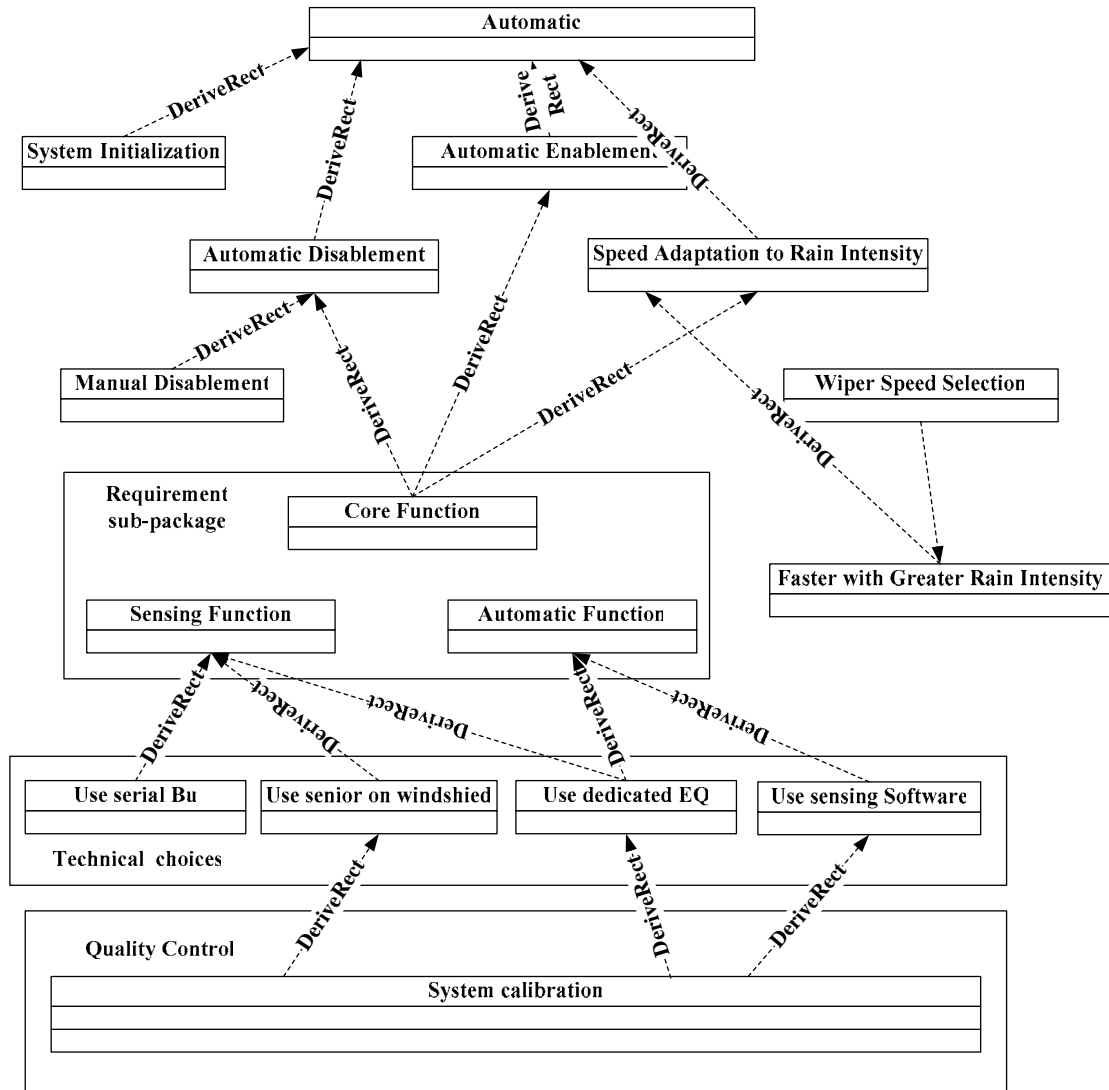 Automatic
DeriveRect
DeriveRect
Derive
Rect
DeriveRect
System Initialization
Automatic Enablement
Automatic Disablement
Speed Adaptation to Rain Intensity
DeriveRect
DeriveRect
DeriveRect
DeriveRect
DeriveRect
Manual Disablement
Wiper Speed Selection
Requirement
sub-package
Core Function
Faster with Greater Rain Intensity
Sensing Function
Automatic Function
DeriveRect
DeriveRect
DeriveRect
DeriveRect
DeriveRect
Use serial Bu
Use senior on windshied
Use dedicated EQ
Use sensing Software
Technical choices
DeriveRect
DeriveRect
DeriveRect
Quality Control
System calibration